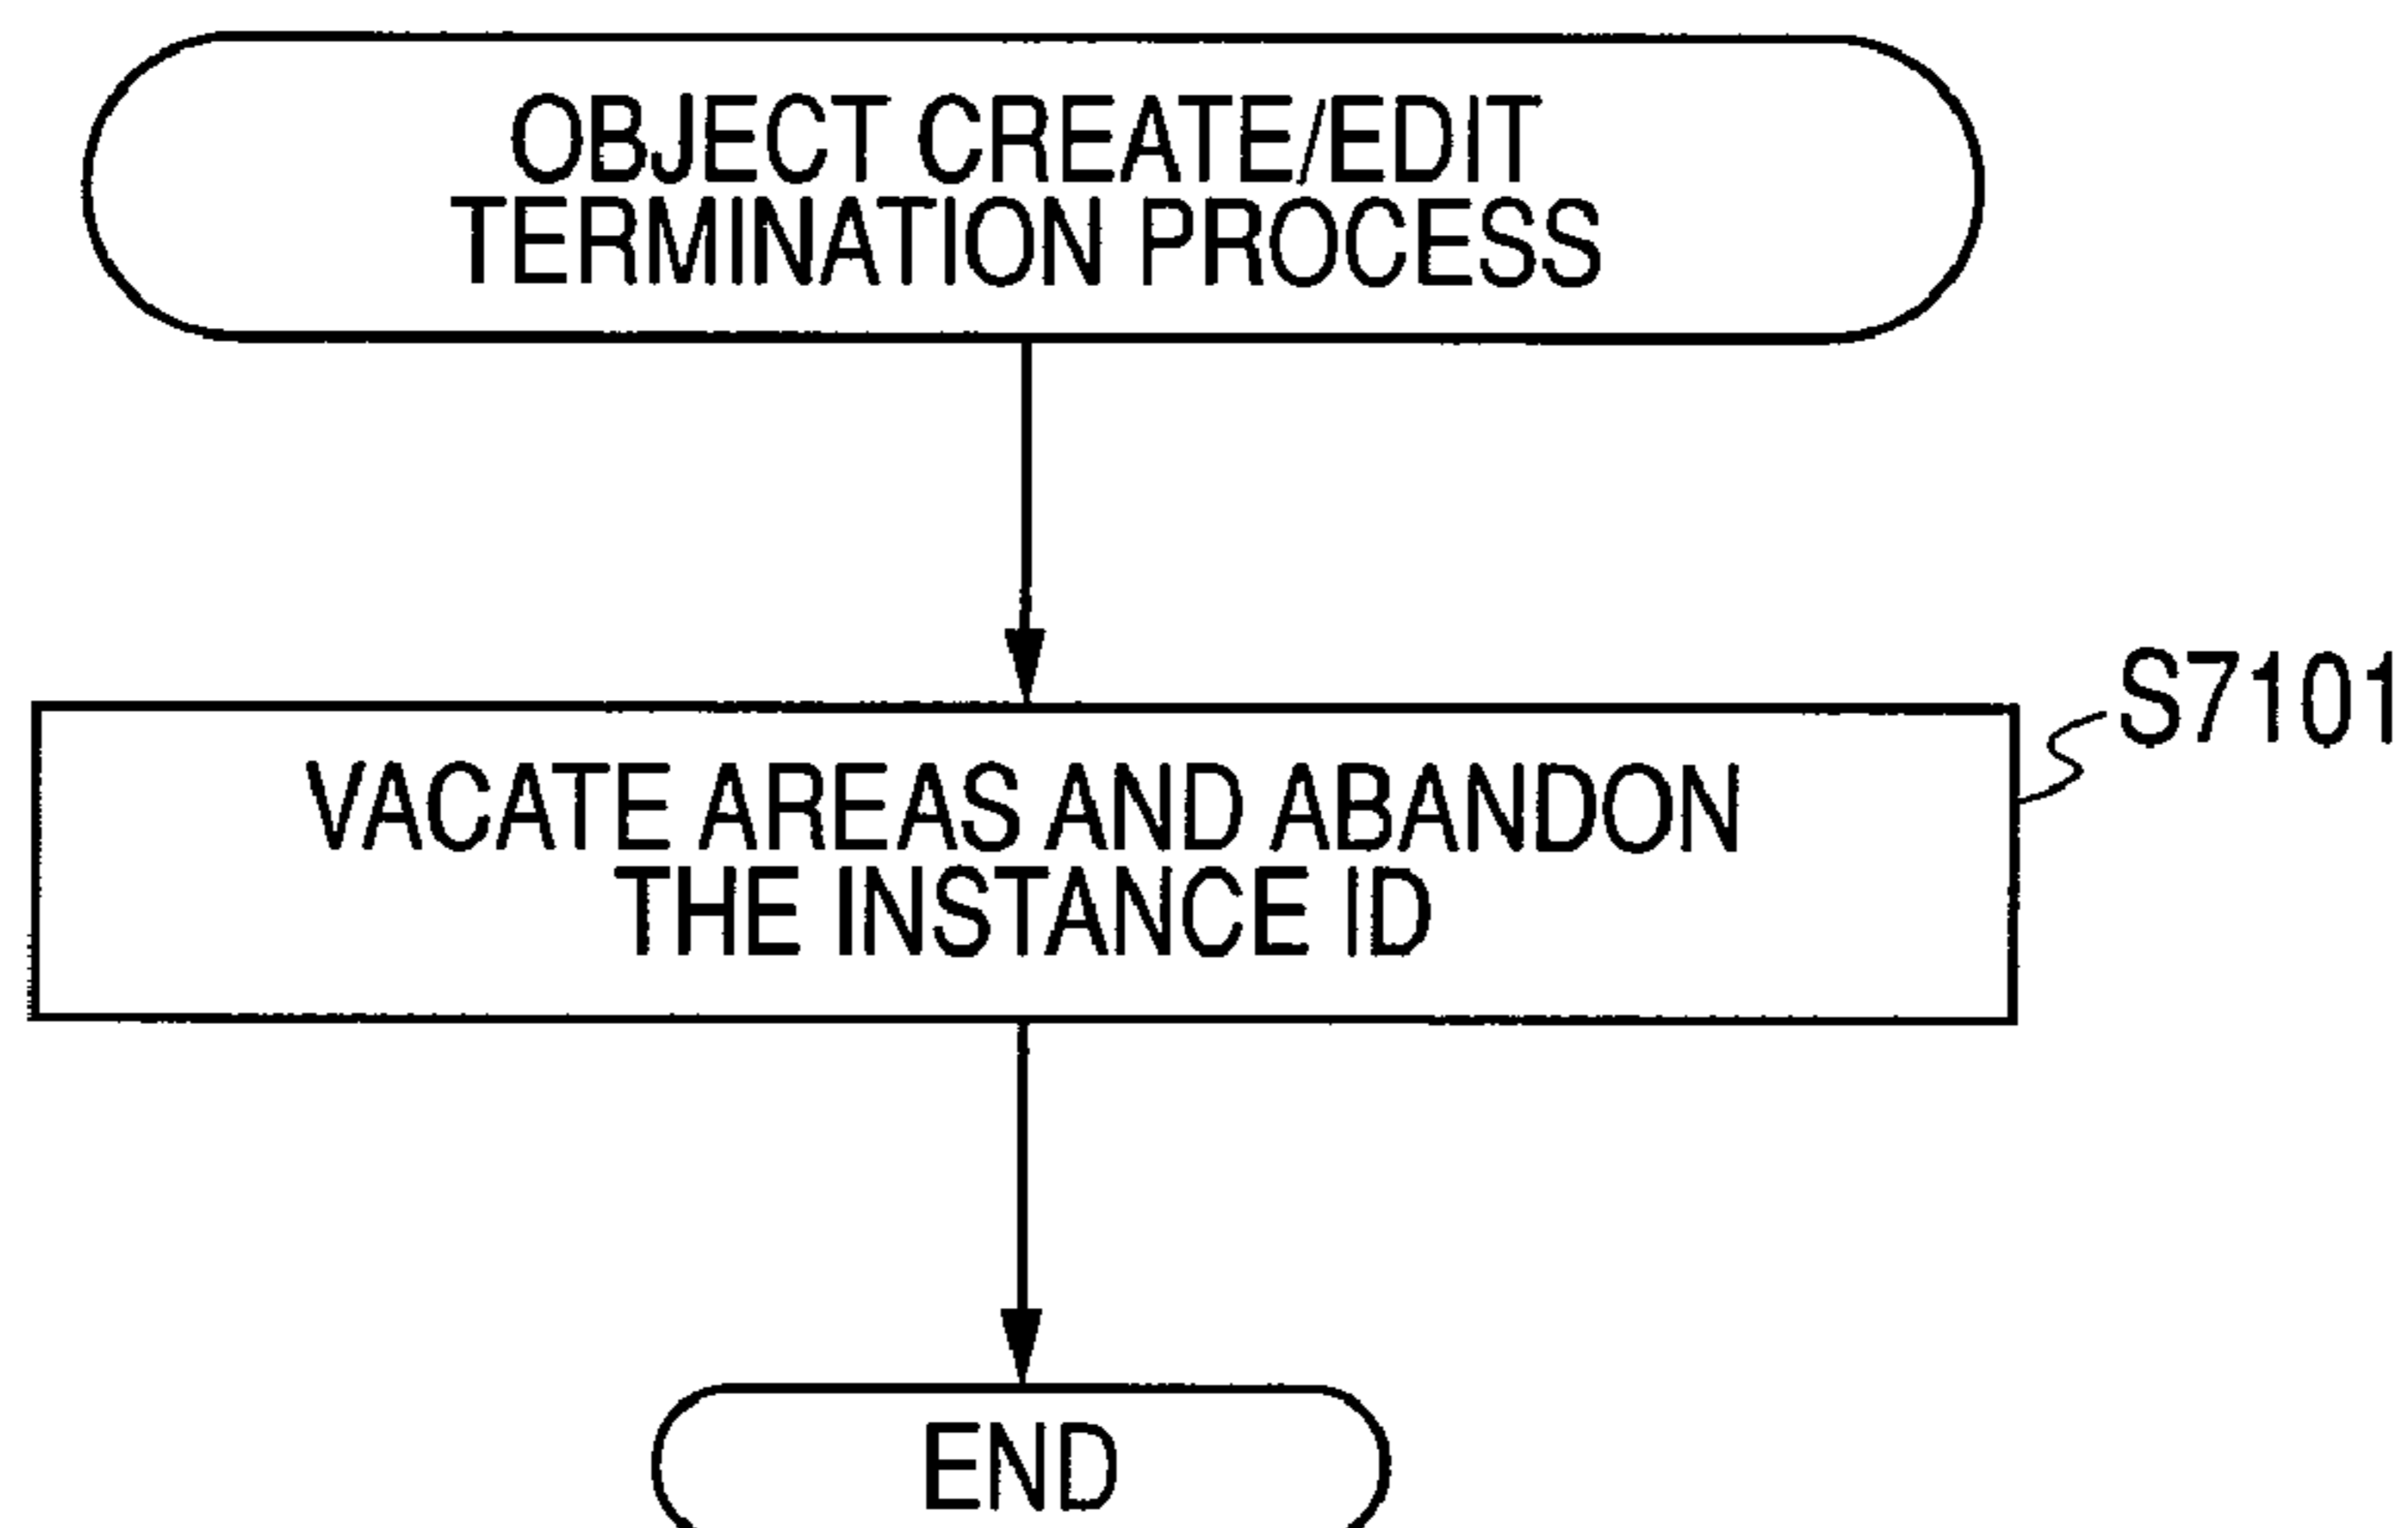 OBJECT CREATE/EDIT
TERMINATION PROCESS
S7101
VACATE AREAS AND ABANDON
THE INSTANCE ID
END